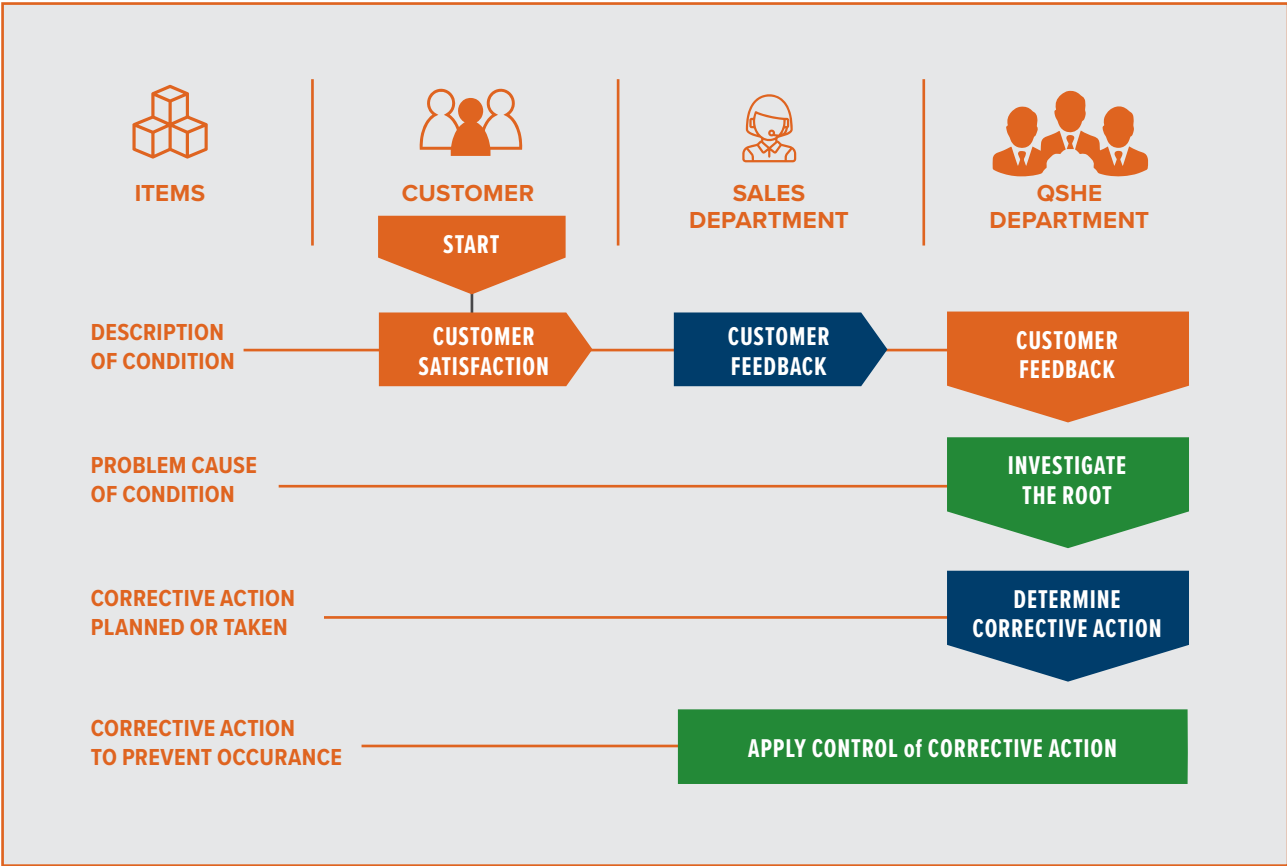 ITEMS
CUSTOMER
SALES
DEPARTMENT
QSHE
DEPARTMENT
START
DESCRIPTION
OF CONDITION
CUSTOMER
SATISFACTION
CUSTOMER
FEEDBACK
CUSTOMER
FEEDBACK
PROBLEM CAUSE
OF CONDITION
INVESTIGATE
THE ROOT
CORRECTIVE ACTION
PLANNED OR TAKEN
DETERMINE
CORRECTIVE ACTION
CORRECTIVE ACTION
TO PREVENT OCCURANCE
APPLY CONTROL of CORRECTIVE ACTION